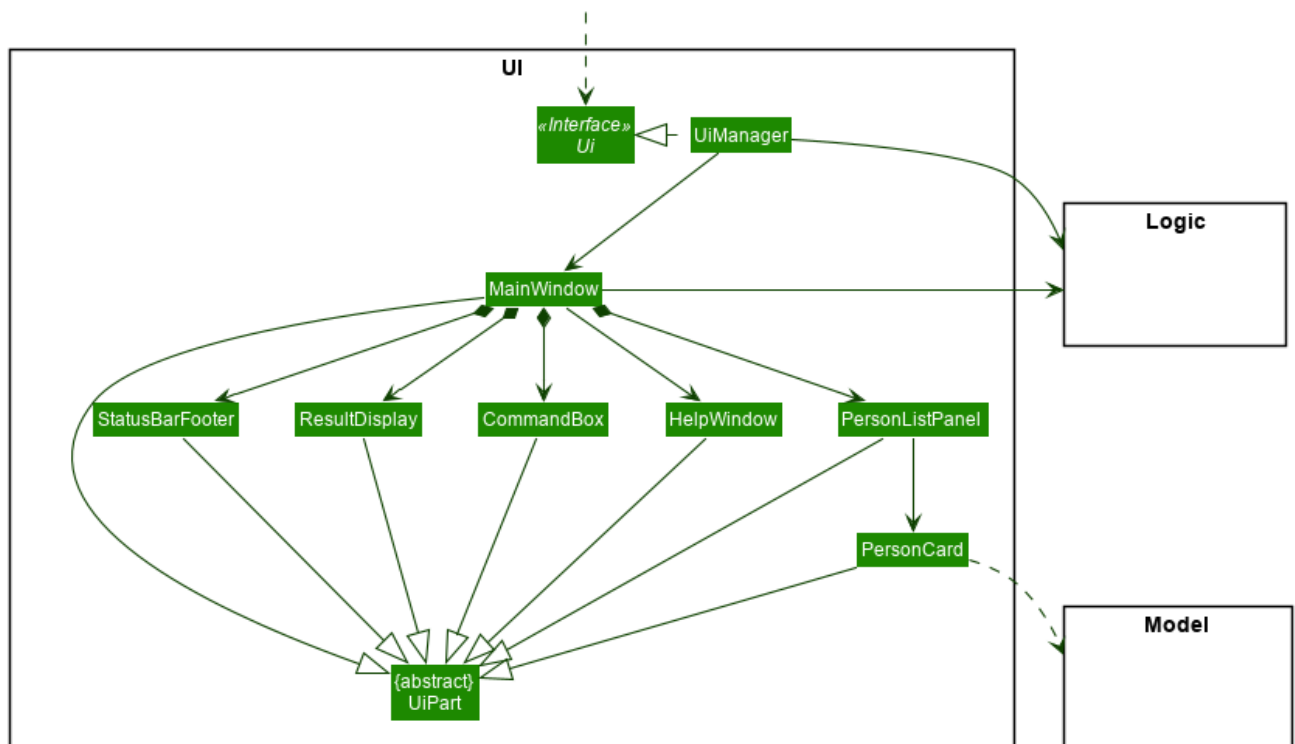 UI
«Interface»
Ui
UiManager
Logic
MainWindow
StatusBarFooter
ResultDisplay
CommandBox
HelpWindow
PersonListPanel
PersonCard
Model
{abstract}
UiPart